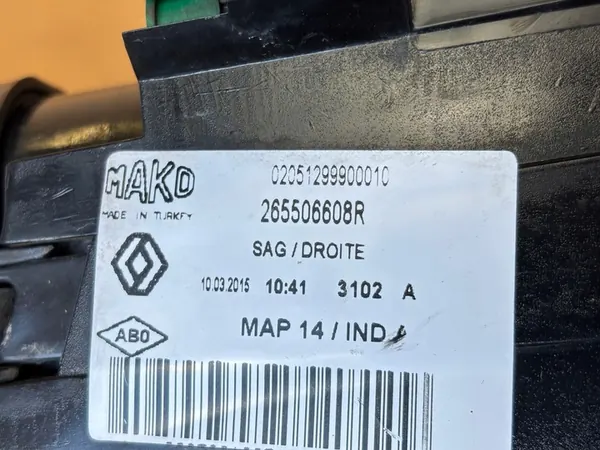 MAKO
MADE IN TURKEY
02051299900010
265506608R
SAG / DROITE
10.03.2015 10:41 3102 A
ABO
MAP 14 / IND